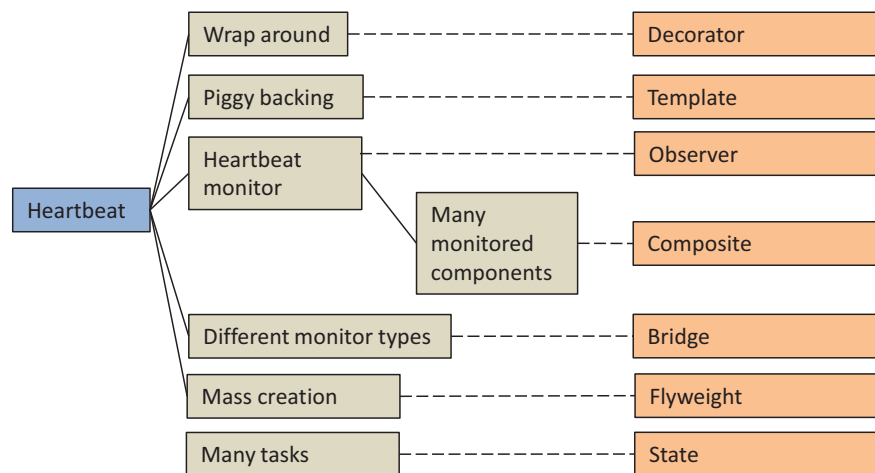 Wrap around
Decorator
Piggy backing
Template
Heartbeat
monitor
Observer
Heartbeat
Many
monitored
components
Composite
Different monitor types
Bridge
Mass creation
Flyweight
Many tasks
State